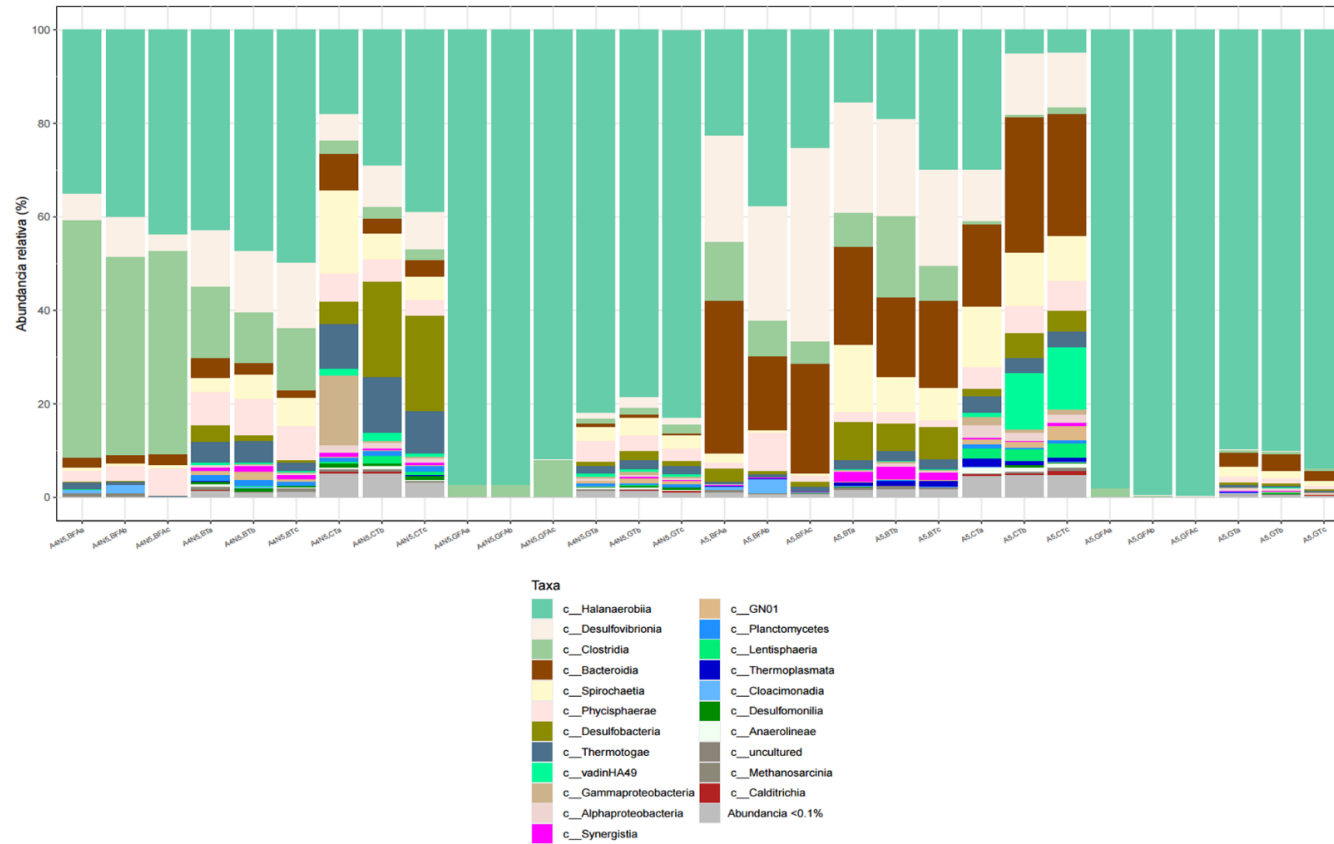 Abundancia relativa (%)
100
80
60
40
20
0
A4N5,BFAa
A4N5,BFAb
A4N5,BFAc
A4N5,BTa
A4N5,BTb
A4N5,BTc
A4N5,CTa
A4N5,CTb
A4N5,CTc
A4N5,GFAa
A4N5,GFAb
A4N5,GFAc
A4N5,GTa
A4N5,GTb
A4N5,GTc
A5,BFAa
A5,BFAb
A5,BFAc
A5,BTa
A5,BTb
A5,BTc
A5,CTa
A5,CTb
A5,CTc
A5,GFAa
A5,GFAb
A5,GFAc
A5,GTa
A5,GTb
A5,GTc
Taxa
c__Halanaerobiia
c__Desulfovibrionia
c__Clostridia
c__Bacteroidia
c__Spirochaetia
c__Phycisphaerae
c__Desulfobacteria
c__Thermotogae
c__vadinHA49
c__Gammaproteobacteria
c__Alphaproteobacteria
c__Synergistia
c__GN01
c__Planctomycetes
c__Lentisphaeria
c__Thermoplasmata
c__Cloacimonadia
c__Desulfomonilia
c__Anaerolineae
c__uncultured
c__Methanosarcinia
c__Calditrichia
Abundancia <0.1%